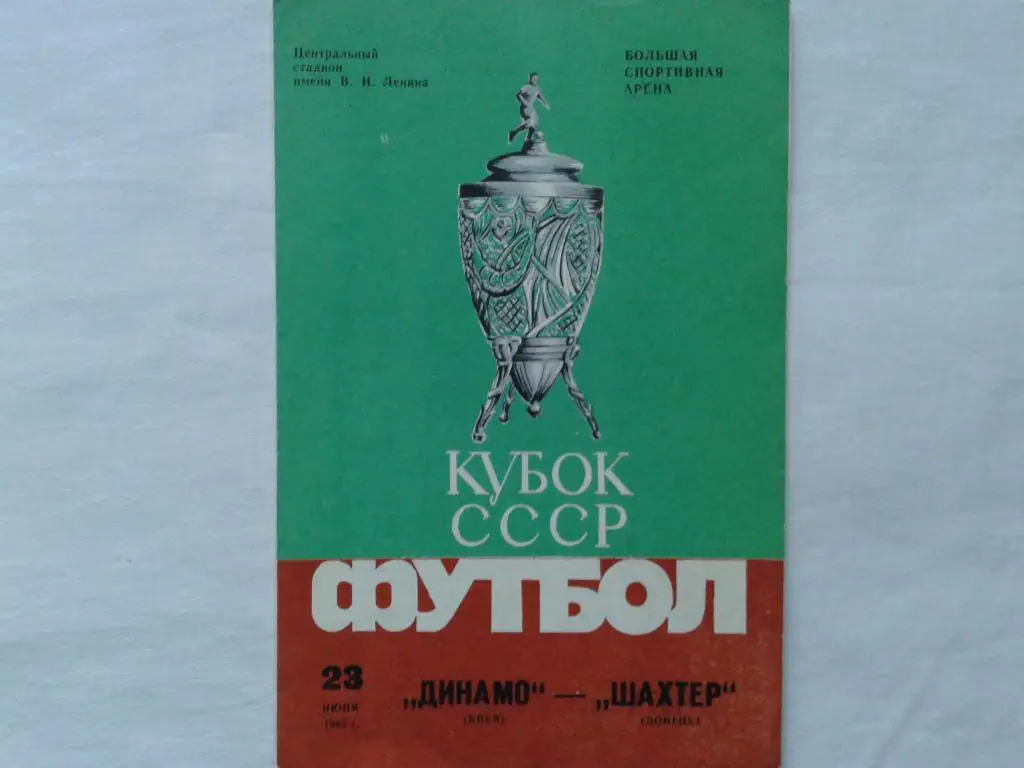 Центральный
стадион
имени В. И. Ленина
БОЛЬШАЯ
СПОРТИВНАЯ
АРЕНА
КУБОК
СССР
ФУТБОЛ
23
ИЮНЯ
„ДИНАМО“ — „ШАХТЕР“
(КИЕВ)
(ДОНЕЦК)